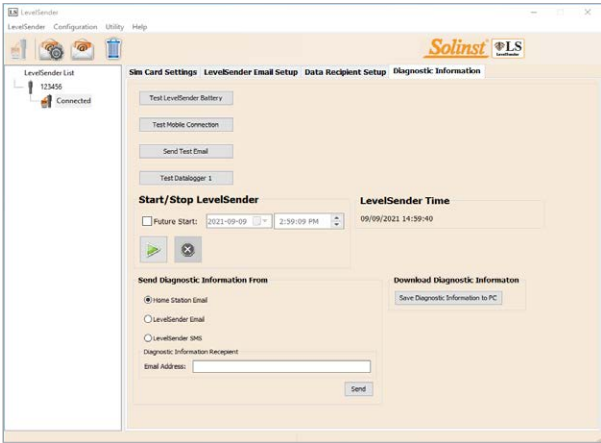 LS LevelSender
LevelSender Configuration Utility Help
Solinst LS
LevelSender
LevelSender List
123456
Connected
Sim Card Settings LevelSender Email Setup Data Recipient Setup Diagnostic Information
Test LevelSender Battery
Test Mobile Connection
Send Test Email
Test Datalogger 1
Start/Stop LevelSender
Future Start: 2021-09-09 2:59:09 PM
LevelSender Time
09/09/2021 14:59:40
Send Diagnostic Information From
Home Station Email
LevelSender Email
LevelSender SMS
Diagnostic Information Recepient
Email Address:
Send
Download Diagnostic Informaton
Save Diagnostic Information to PC